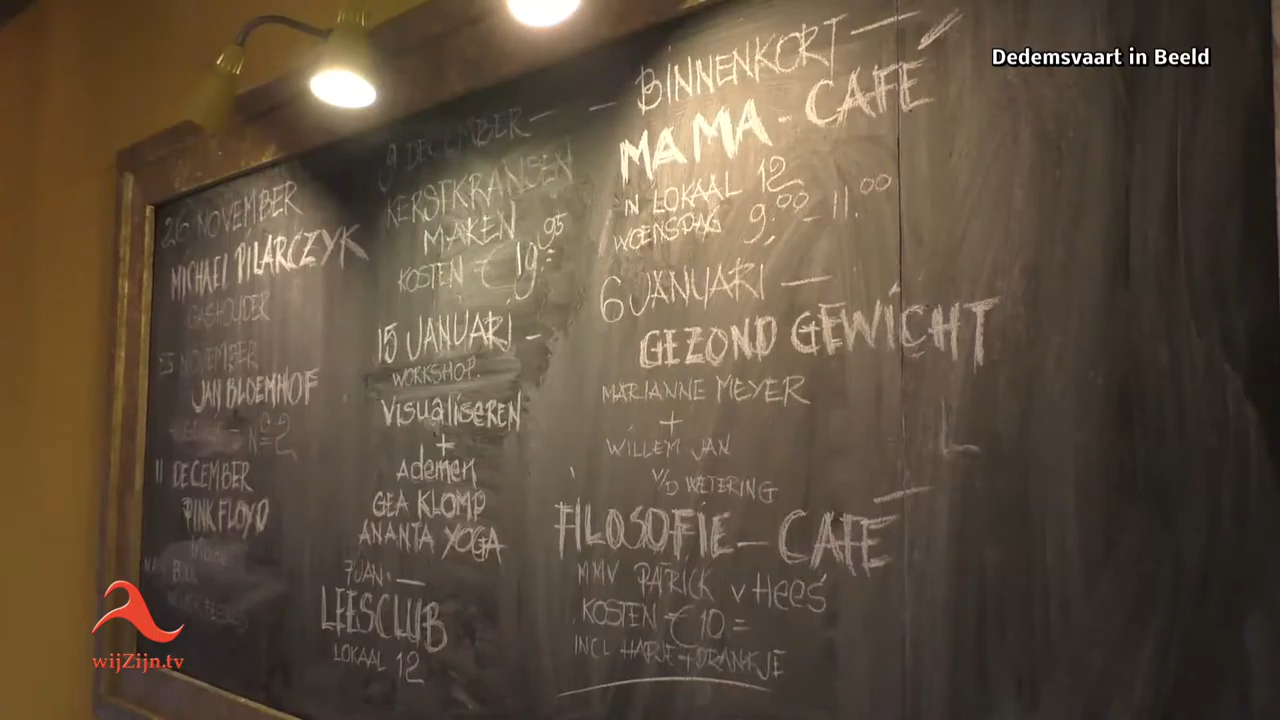 Dedemsvaart in Beeld
26 NOVEMBER
MICHAEL PILARCZYK
GASHOUDER
NOVEMBER
JAN BLOEMHOF
Nº 2
11 DECEMBER
PINK FLOYD
9 DECEMBER —
KERSTKRANSEN
MAKEN
KOSTEN € 19,95
15 JANUARI —
WORKSHOP.
Visualiseren
+
Ademen
GEA KLOMP
ANANTA YOGA
7 JAN. —
LEESCLUB
LOKAAL 12
— BINNENKORT —
MAMA - CAFÉ
IN LOKAAL 12
WOENSDAG 9,00 - 11.00
6 JANUARI —
GEZOND GEWICHT
MARIANNE MEYER
+
WILLEM JAN
V/D WETERING
FILOSOFIE — CAFÉ
MMV PATRICK v HEES
KOSTEN € 10 =
INCL HAPJE + DRANKJE
wijZijn.tv